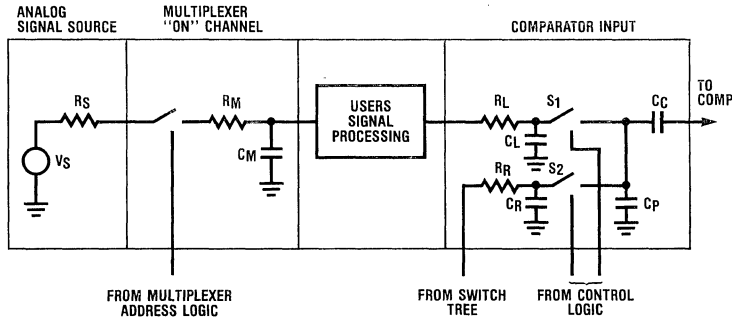 ANALOG
SIGNAL SOURCE
MULTIPLEXER
"ON" CHANNEL
COMPARATOR INPUT
RS
VS
RM
CM
USERS
SIGNAL
PROCESSING
RL
S1
CL
CC
TO
COMP
RR
S2
CR
CP
FROM MULTIPLEXER
ADDRESS LOGIC
FROM SWITCH
TREE
FROM CONTROL
LOGIC